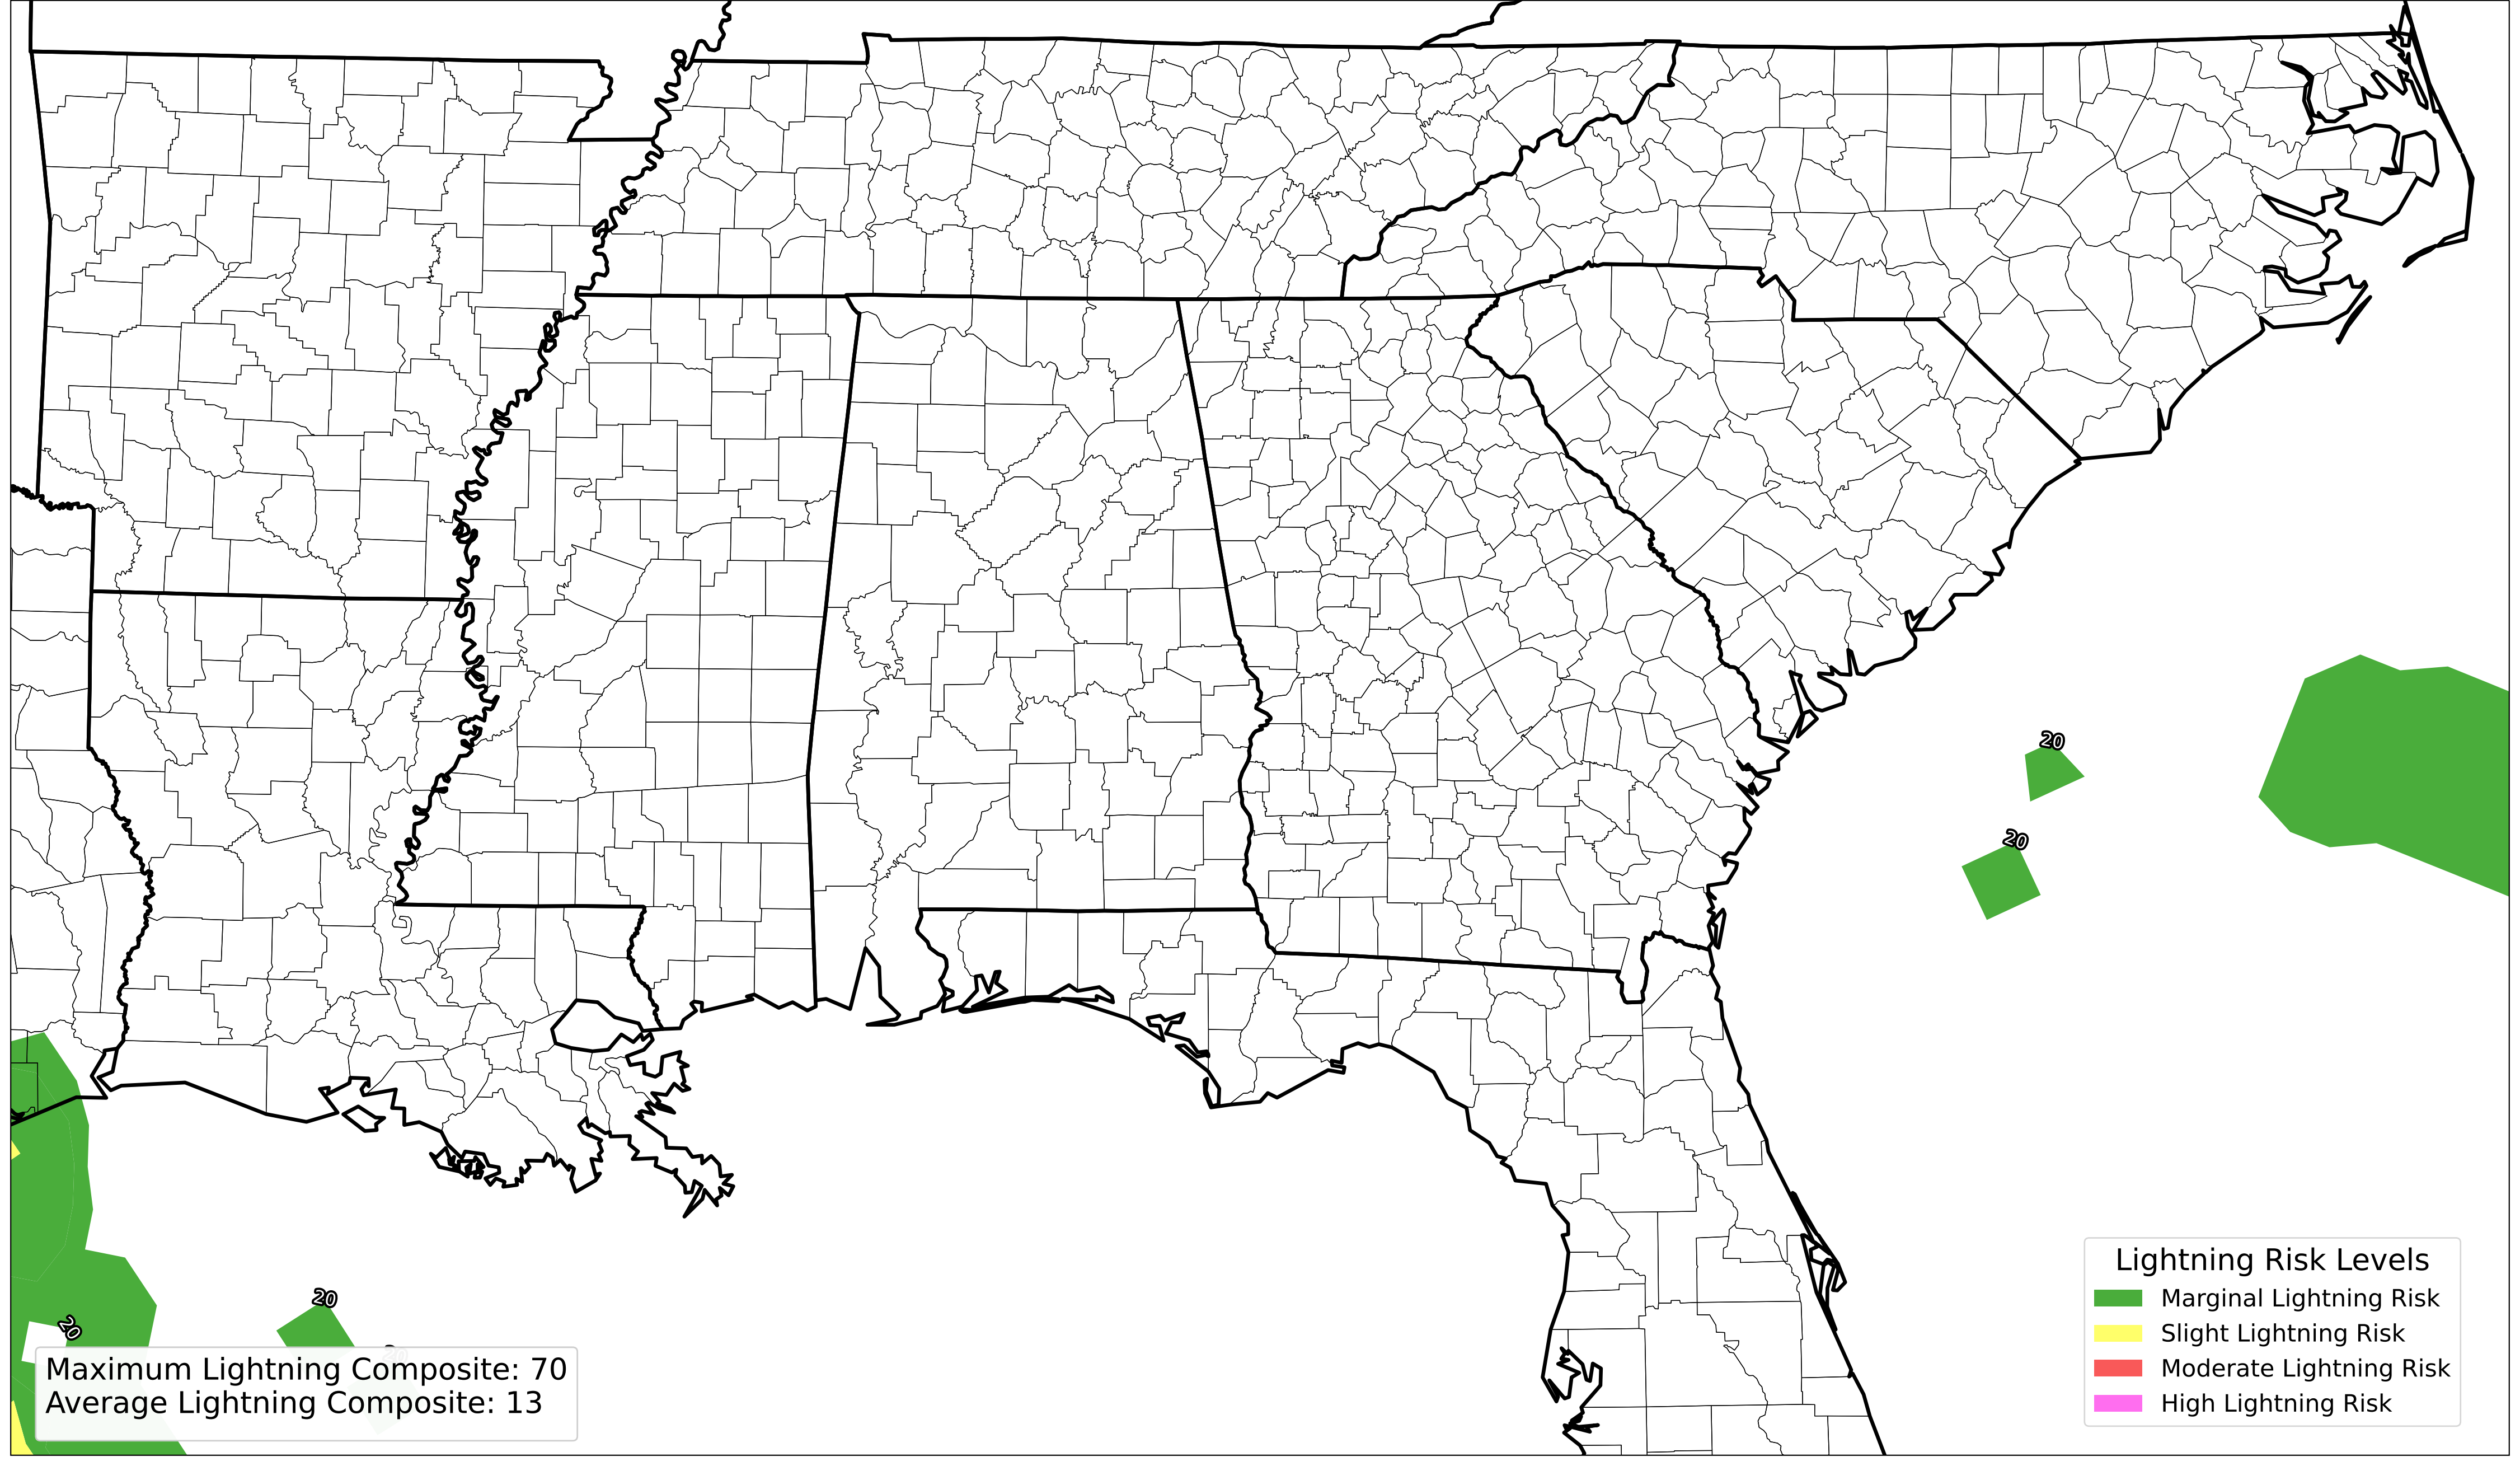 20
20
20
20
20
Maximum Lightning Composite: 70
Average Lightning Composite: 13
Lightning Risk Levels
Marginal Lightning Risk
Slight Lightning Risk
Moderate Lightning Risk
High Lightning Risk